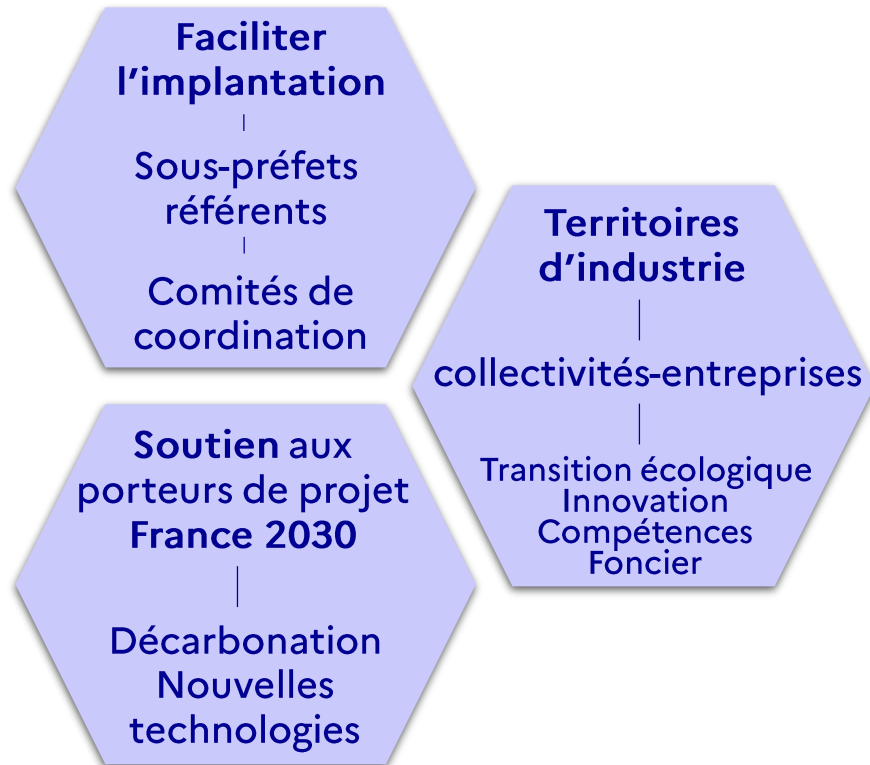 Faciliter
l’implantation
Sous-préfets
référents
Comités de
coordination
Territoires
d’industrie
collectivités-entreprises
Transition écologique
Innovation
Compétences
Foncier
Soutien aux
porteurs de projet
France 2030
Décarbonation
Nouvelles
technologies